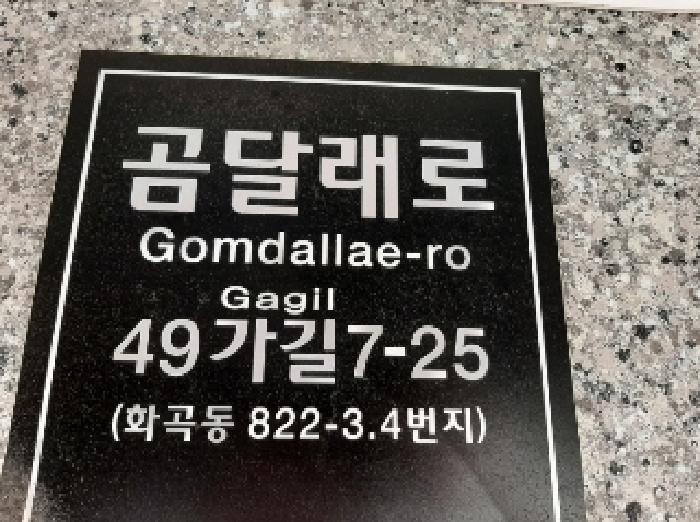 곰달래로
Gomdallae-ro
Gagil
49가길7-25
(화곡동 822-3.4번지)